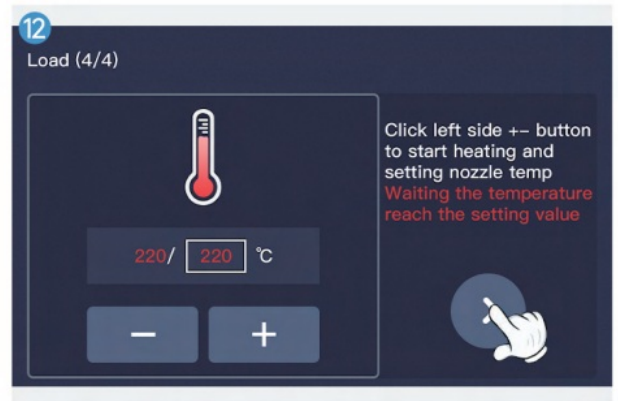 12
Load (4/4)
Click left side +− button
to start heating and
setting nozzle temp
Waiting the temperature
reach the setting value
220/ 220 °C
− +